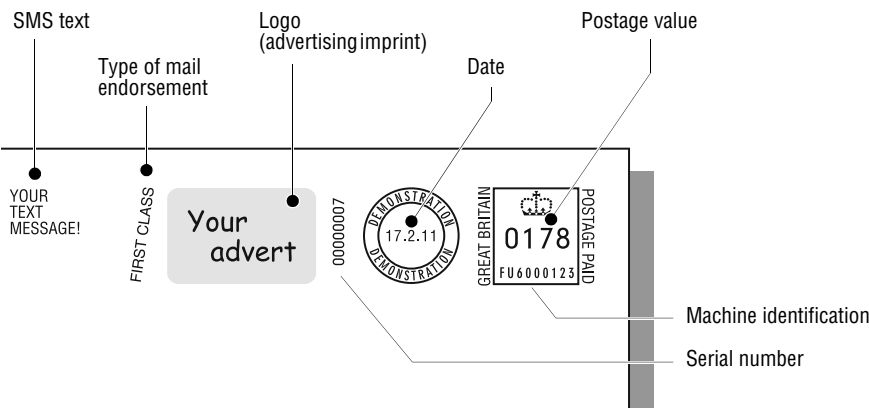 SMS text
Type of mail
endorsement
Logo
(advertising imprint)
Date
Postage value
YOUR
TEXT
MESSAGE!
FIRST CLASS
Your
advert
00000007
DEMONSTRATION
17.2.11
DEMONSTRATION
GREAT BRITAIN
0178
FU6000123
POSTAGE PAID
Machine identification
Serial number